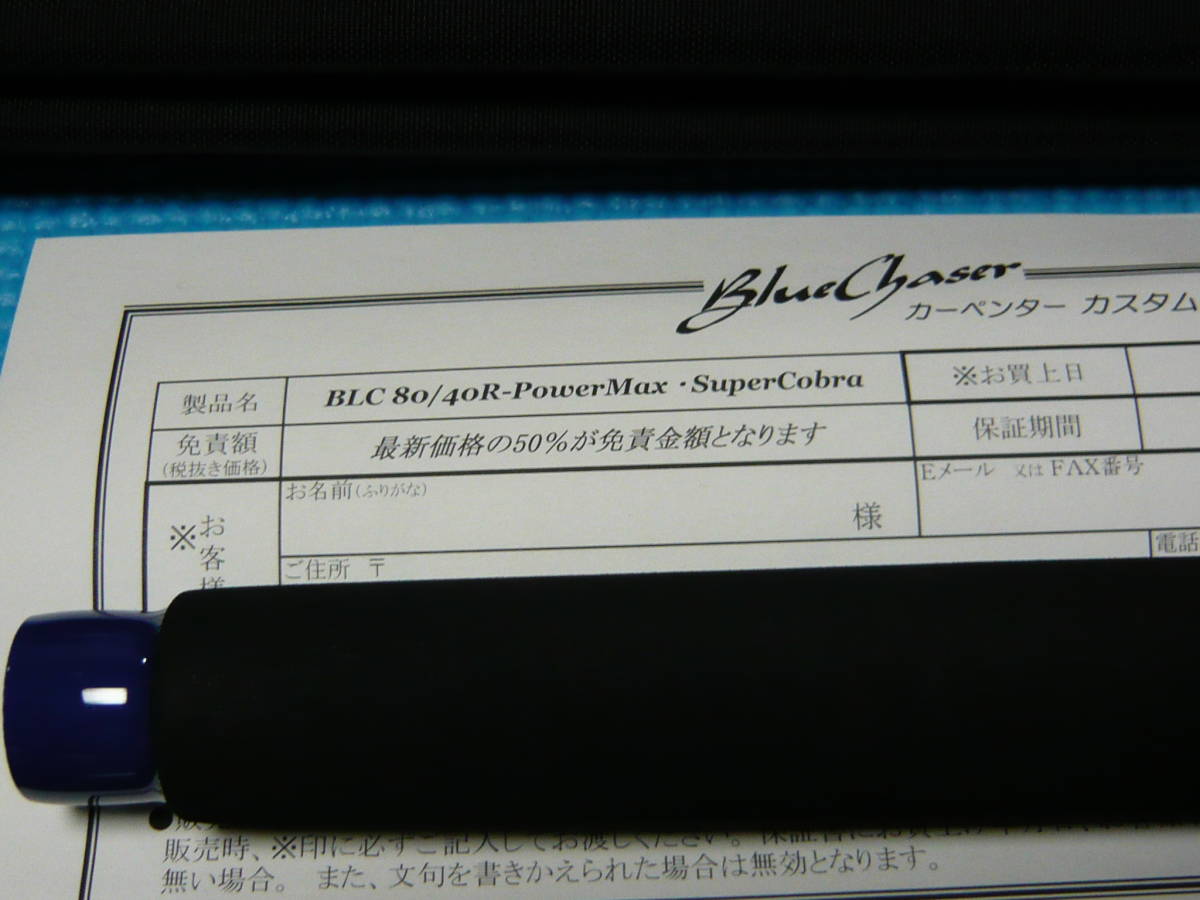 BlueChaser
カーペンター カスタム
製品名
BLC 80/40R-PowerMax・SuperCobra
※お買上日
免責額
(税抜き価格)
最新価格の50%が免責金額となります
保証期間
※お客様
お名前(ふりがな)
様
Eメール 又は FAX番号
ご住所 〒
電話
販売時、※印に必ずご記入してお渡しください。
無い場合。 また、文句を書きかえられた場合は無効となります。